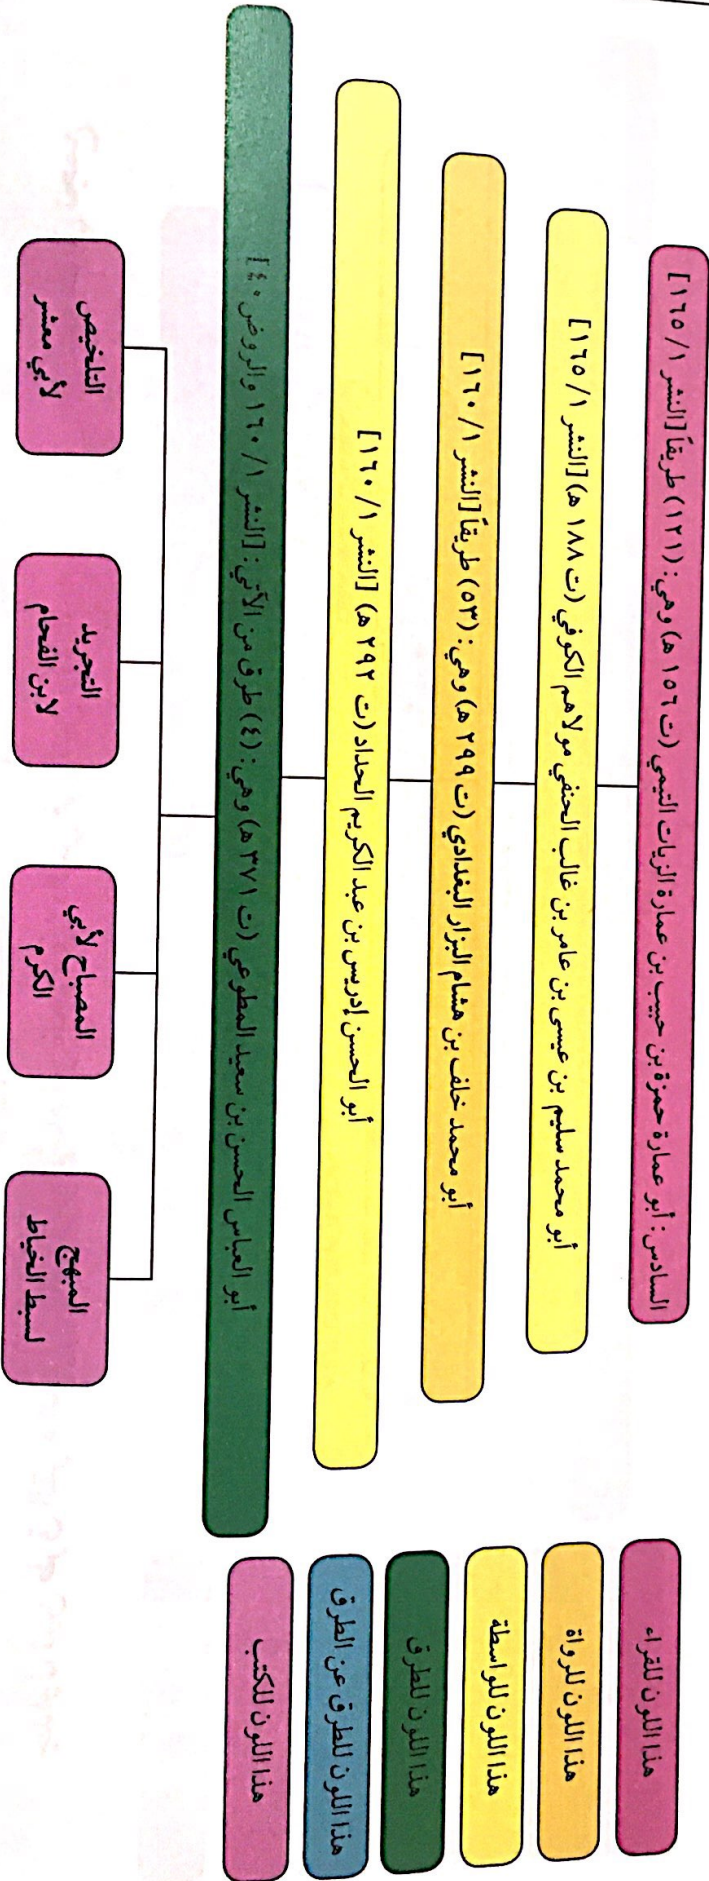 السادس: أبو عمارة حمزة بن حبيب بن عمارة الزيات التيمي (ت ١٥٦ هـ) وهي: (١٢١) طريقاً [النشر ١/ ١٦٥]
أبو محمد سليم بن عيسى بن عامر بن غالب الحنفي مولاهم الكوفي (ت ١٨٨ هـ) [النشر ١/ ١٦٥]
أبو محمد خلف بن هشام البزار البغدادي (ت ٢٩٩ هـ) وهي: (٥٣) طريقاً [النشر ١/ ١٦٠]
أبو الحسن إدريس بن عبد الكريم الحداد (ت ٢٩٢ هـ) [النشر ١/ ١٦٠]
أبو العباس الحسن بن سعيد المطوعي (ت ٣٧١ هـ) وهي: (٤) طرق من الآتي: [النشر ١/ ١٦٠ والروض ٤٠]
المبهج
لسبط الخياط
المصباح لأبي
الكرم
التجريد
لابن الفحام
التلخيص
لأبي معشر
هذا اللون للقراء
هذا اللون للرواة
هذا اللون للواسطة
هذا اللون للطرق
هذا اللون للطرق عن الطرق
هذا اللون للكتب